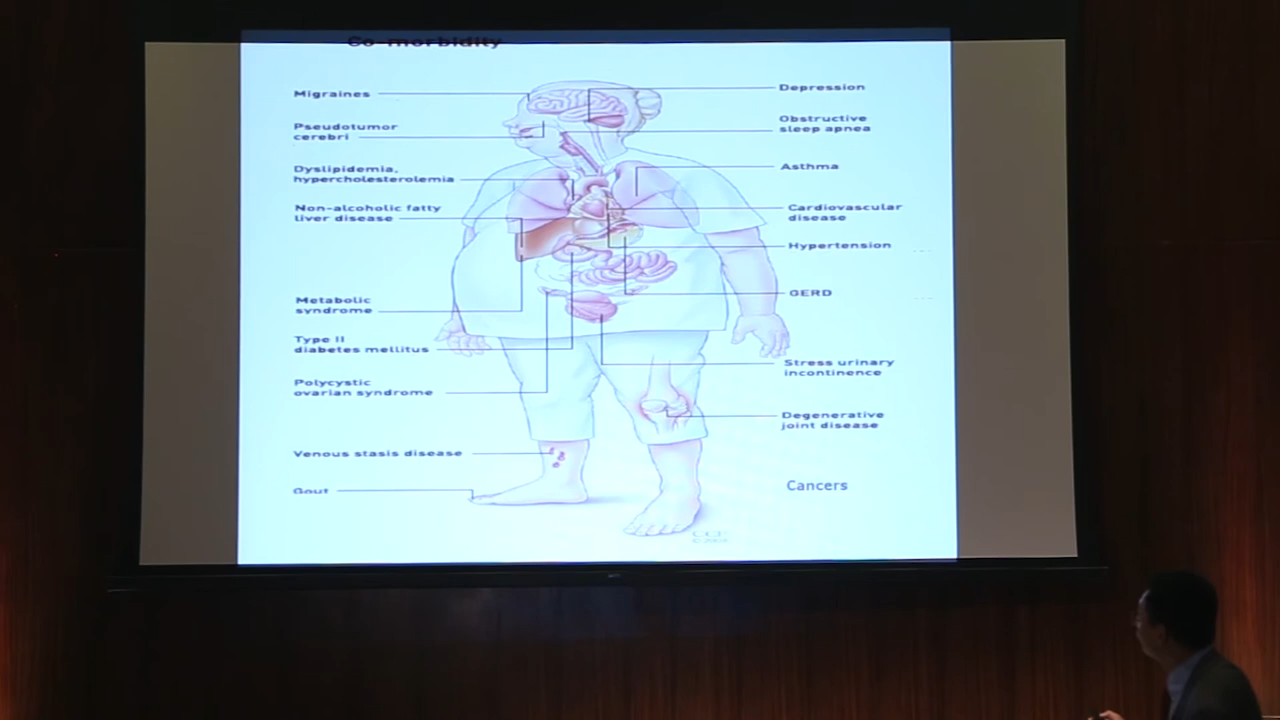 Co-morbidity
Migraines
Pseudotumor
cerebri
Dyslipidemia,
hypercholesterolemia
Non-alcoholic fatty
liver disease
Metabolic
syndrome
Type II
diabetes mellitus
Polycystic
ovarian syndrome
Venous stasis disease
Gout
Depression
Obstructive
sleep apnea
Asthma
Cardiovascular
disease
Hypertension
GERD
Stress urinary
incontinence
Degenerative
joint disease
Cancers